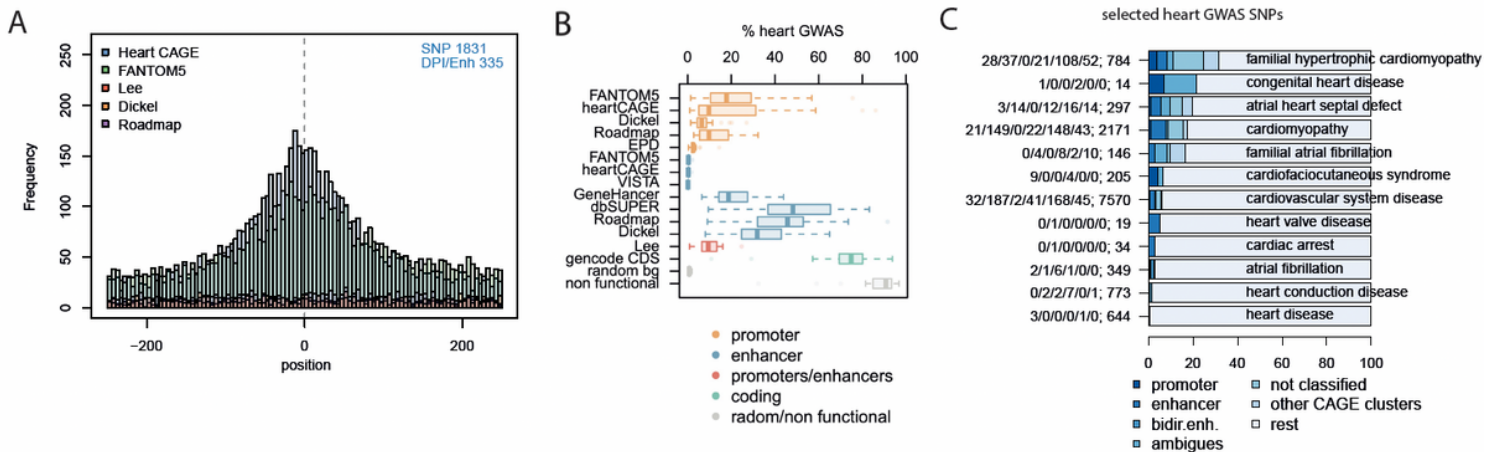 A
250
200
150
100
50
0
Frequency
Heart CAGE
FANTOM5
Lee
Dickel
Roadmap
SNP 1831
DPI/Enh 335
−200
0
200
position
B
% heart GWAS
0
20
40
60
80
100
FANTOM5
heartCAGE
Dickel
Roadmap
EPD
FANTOM5
heartCAGE
VISTA
GeneHancer
dbSUPER
Roadmap
Dickel
Lee
gencode CDS
random bg
non functional
promoter
enhancer
promoters/enhancers
coding
radom/non functional
C
selected heart GWAS SNPs
28/37/0/21/108/52; 784 familial hypertrophic cardiomyopathy
1/0/0/2/0/0; 14 congenital heart disease
3/14/0/12/16/14; 297 atrial heart septal defect
21/149/0/22/148/43; 2171 cardiomyopathy
0/4/0/8/2/10; 146 familial atrial fibrillation
9/0/0/4/0/0; 205 cardiofaciocutaneous syndrome
32/187/2/41/168/45; 7570 cardiovascular system disease
0/1/0/0/0/0; 19 heart valve disease
0/1/0/0/0/0; 34 cardiac arrest
2/1/6/1/0/0; 349 atrial fibrillation
0/2/2/7/0/1; 773 heart conduction disease
3/0/0/0/1/0; 644 heart disease
0
20
40
60
80
100
promoter
enhancer
bidir.enh.
ambigues
not classified
other CAGE clusters
rest